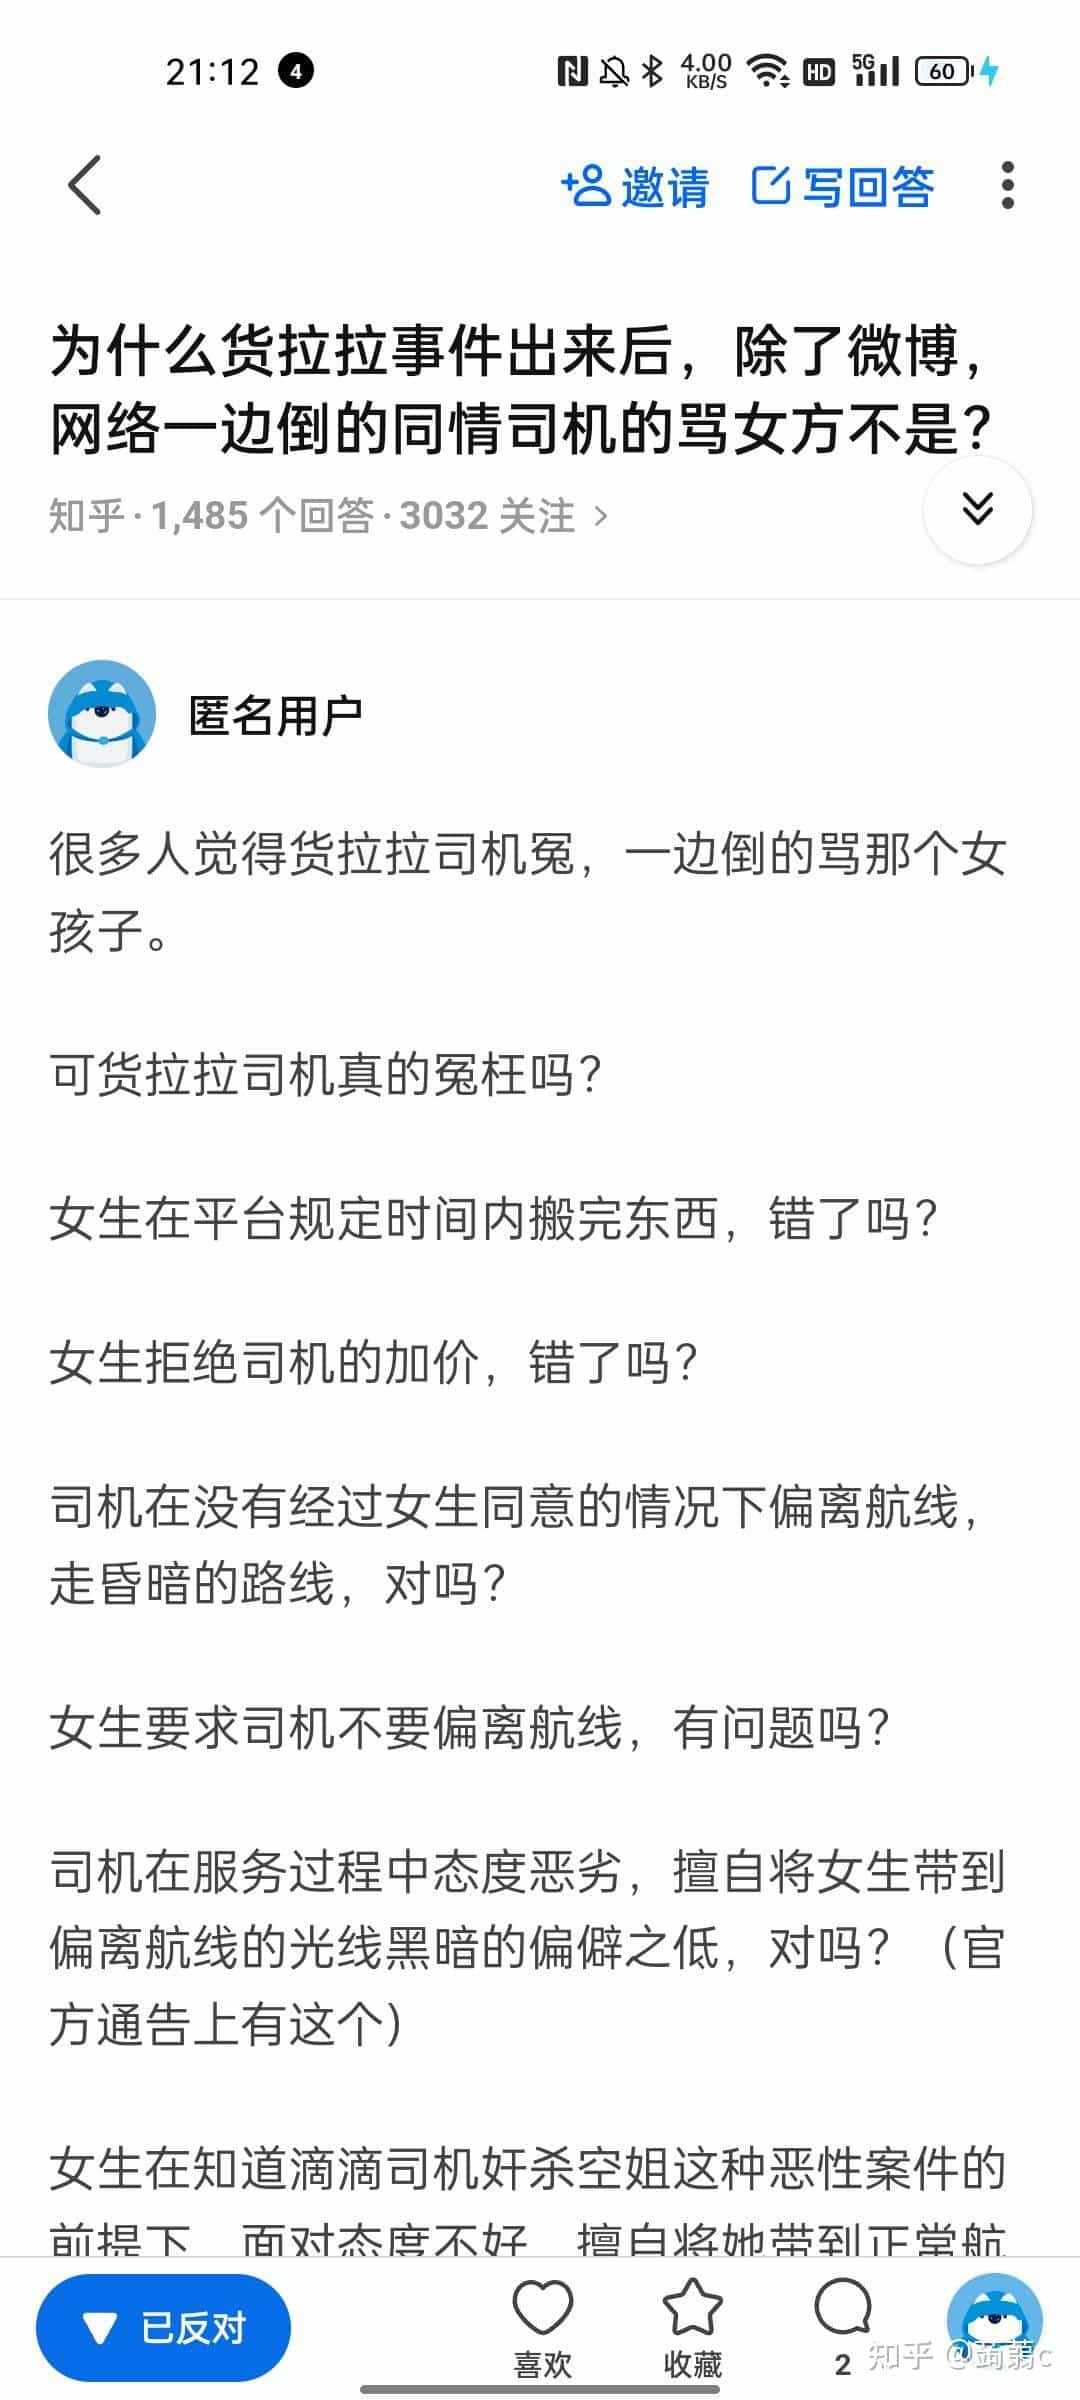 21:12 4 4.00 KB/S HD 5G 60
邀请 写回答
为什么货拉拉事件出来后，除了微博，
网络一边倒的同情司机的骂女方不是？
知乎·1,485 个回答·3032 关注 >
匿名用户
很多人觉得货拉拉司机冤，一边倒的骂那个女
孩子。
可货拉拉司机真的冤枉吗？
女生在平台规定时间内搬完东西，错了吗？
女生拒绝司机的加价，错了吗？
司机在没有经过女生同意的情况下偏离航线，
走昏暗的路线，对吗？
女生要求司机不要偏离航线，有问题吗？
司机在服务过程中态度恶劣，擅自将女生带到
偏离航线的光线黑暗的偏僻之低，对吗？（官
方通告上有这个）
女生在知道滴滴司机奸杀空姐这种恶性案件的
前提下，面对态度不好，擅自将她带到正常航
已反对 喜欢 收藏 2
知乎 @蒟蒻c